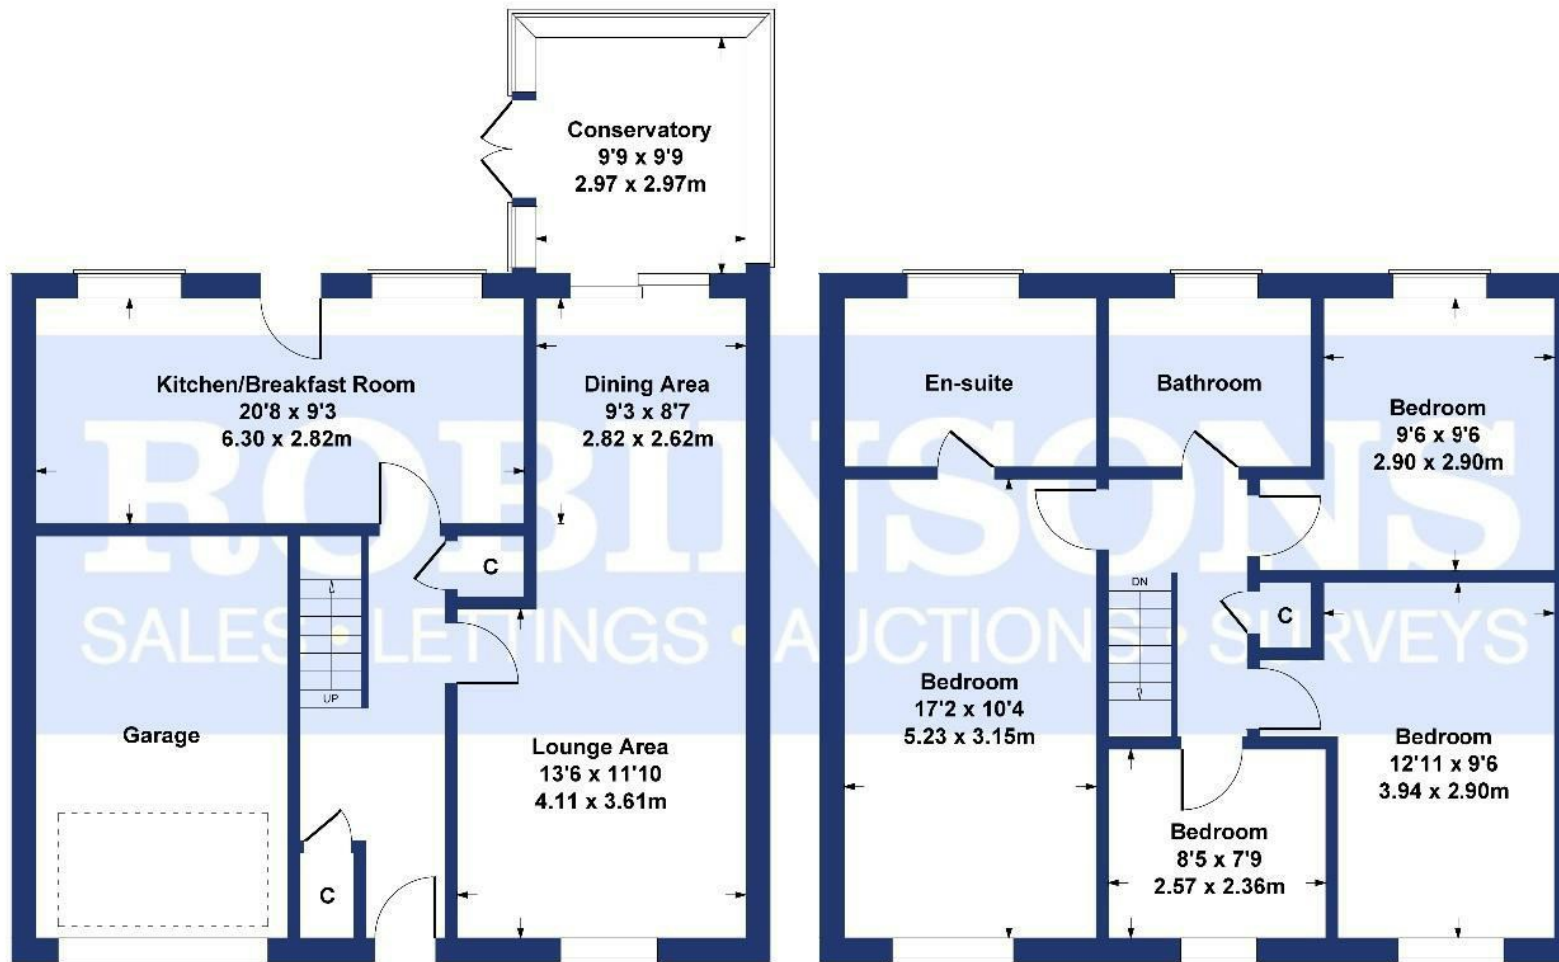 Conservatory
9'9 x 9'9
2.97 x 2.97m
Kitchen/Breakfast Room
20'8 x 9'3
6.30 x 2.82m
Dining Area
9'3 x 8'7
2.82 x 2.62m
En-suite
Bathroom
Bedroom
9'6 x 9'6
2.90 x 2.90m
ROBINSONS
SALES • LETTINGS • AUCTIONS • SURVEYS
C
DN
C
UP
Garage
Lounge Area
13'6 x 11'10
4.11 x 3.61m
Bedroom
17'2 x 10'4
5.23 x 3.15m
Bedroom
12'11 x 9'6
3.94 x 2.90m
Bedroom
8'5 x 7'9
2.57 x 2.36m
C